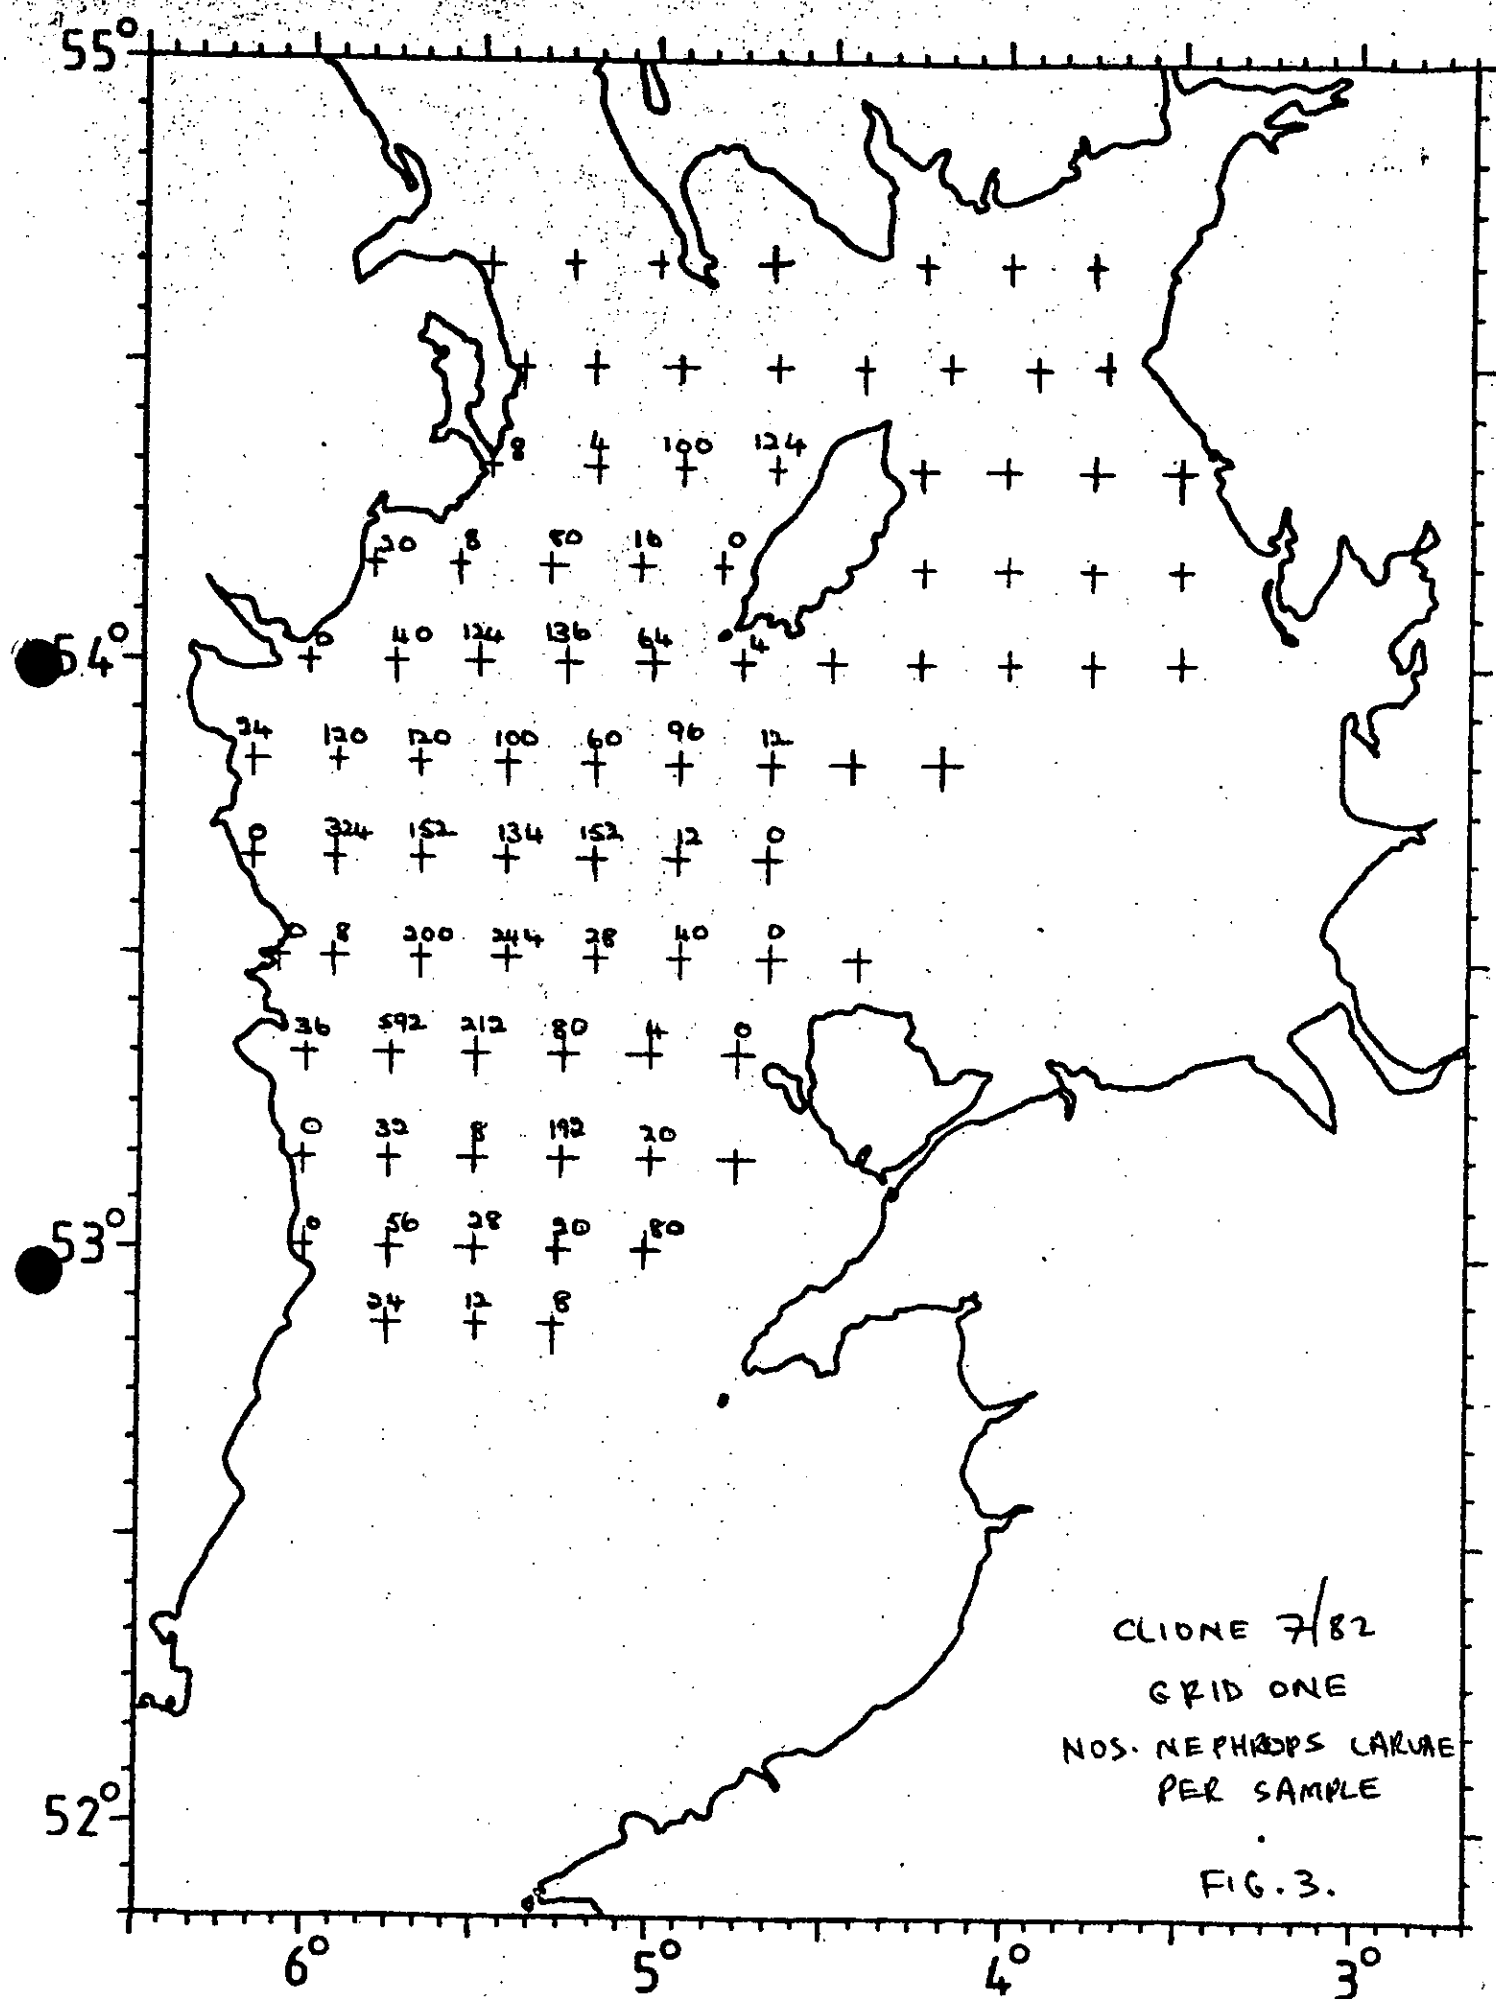 55°
8 4 100 124
20 8 80 16 0
54°
0 40 124 136 64 4
24 120 120 100 60 96 12
0 324 152 134 152 12 0
0 8 200 244 28 40 0
36 592 212 80 4 0
0 32 8 192 20
53°
0 56 28 20 80
24 12 8
CLIONE 7/82
GRID ONE
NOS. NEPHROPS LARVAE
PER SAMPLE
52°
FIG. 3.
6° 5° 4° 3°